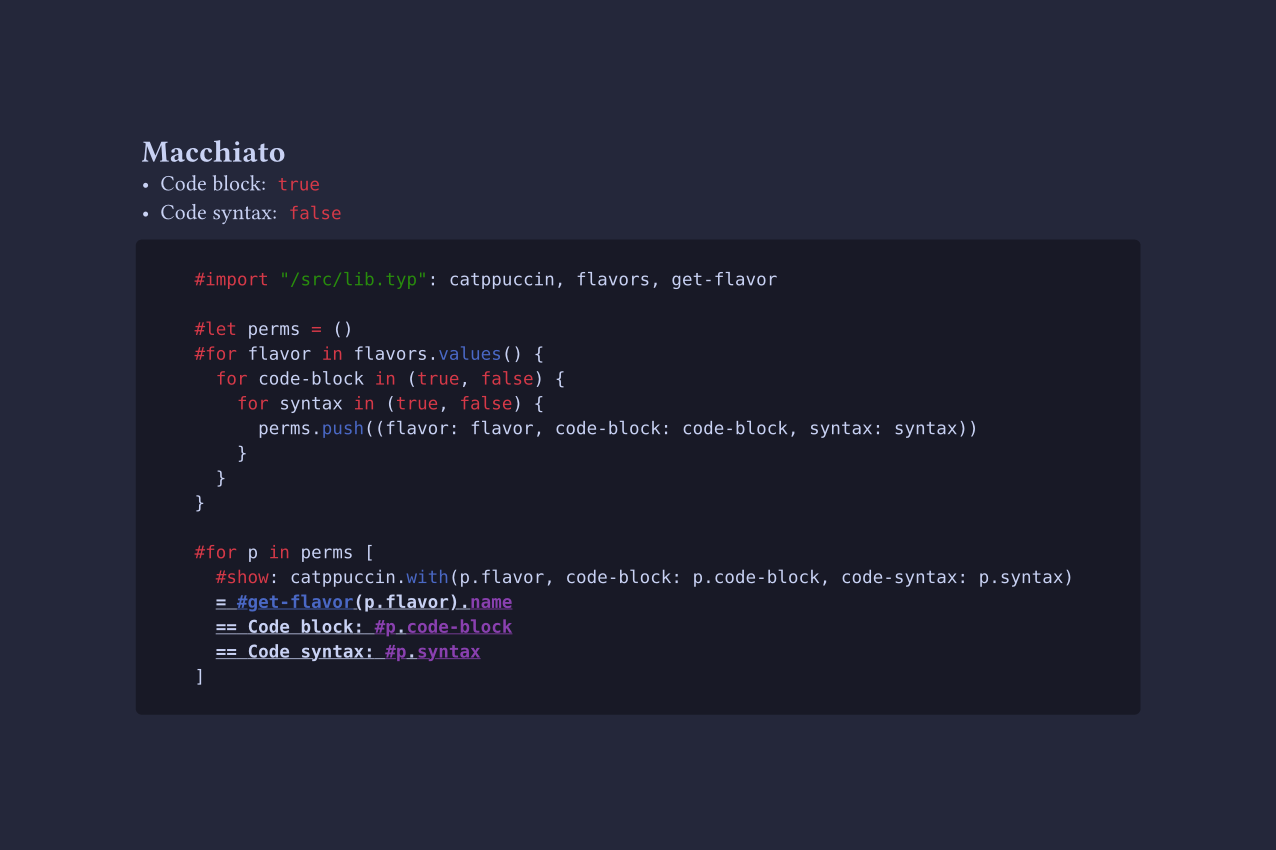 Macchiato
• Code block: true
• Code syntax: false
#import "/src/lib.typ": catppuccin, flavors, get-flavor
#let perms = ()
#for flavor in flavors.values() {
  for code-block in (true, false) {
    for syntax in (true, false) {
      perms.push((flavor: flavor, code-block: code-block, syntax: syntax))
    }
  }
}
#for p in perms [
  #show: catppuccin.with(p.flavor, code-block: p.code-block, code-syntax: p.syntax)
  = #get-flavor(p.flavor).name
  == Code block: #p.code-block
  == Code syntax: #p.syntax
]